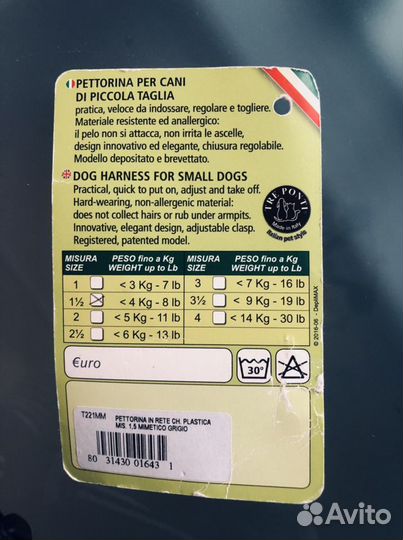 PETTORINA PER CANI
DI PICCOLA TAGLIA
pratica, veloce da indossare, regolare e togliere.
Materiale resistente ed anallergico:
il pelo non si attacca, non irrita le ascelle,
design innovativo ed elegante, chiusura regolabile.
Modello depositato e brevettato.
DOG HARNESS FOR SMALL DOGS
Practical, quick to put on, adjust and take off.
Hard-wearing, non-allergenic material:
does not collect hairs or rub under armpits.
Innovative, elegant design, adjustable clasp.
Registered, patented model.
TRE PONTI
Made in Italy
Italian pet style
MISURA PESO fino a Kg MISURA PESO fino a Kg
SIZE WEIGHT up to Lb SIZE WEIGHT up to Lb
1 < 3 Kg - 7 lb 3 < 7 Kg - 16 lb
1½ < 4 Kg - 8 lb 3½ < 9 Kg - 19 lb
2 < 5 Kg - 11 lb 4 < 14 Kg - 30 lb
2½ < 6 Kg - 13 lb
© 2016-06 - DepliMAX
€uro
30°
T221MM PETTORINA IN RETE CH. PLASTICA
MIS. 1,5 MIMETICO GRIGIO
80 31430 01643 1
Avito